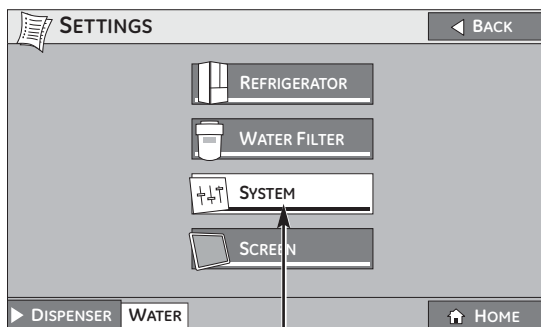 SETTINGS
BACK
REFRIGERATOR
WATER FILTER
SYSTEM
SCREEN
DISPENSER WATER
HOME